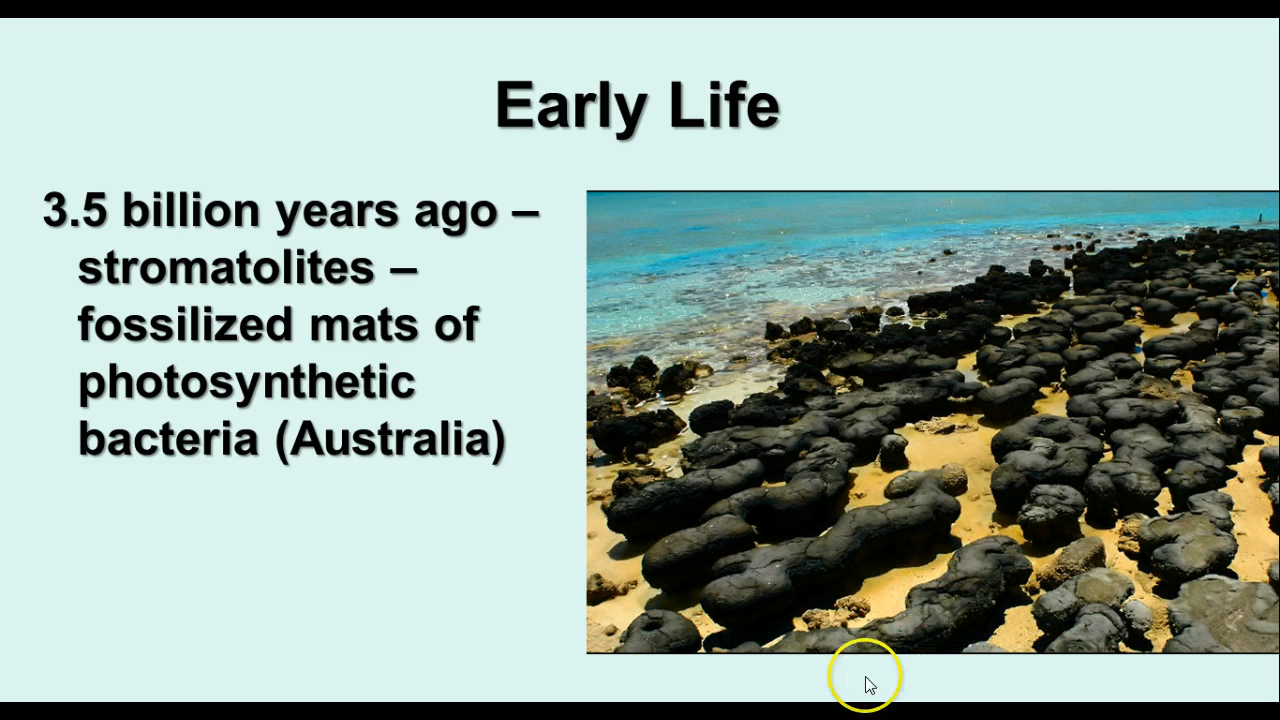 Early Life
3.5 billion years ago –
stromatolites –
fossilized mats of
photosynthetic
bacteria (Australia)